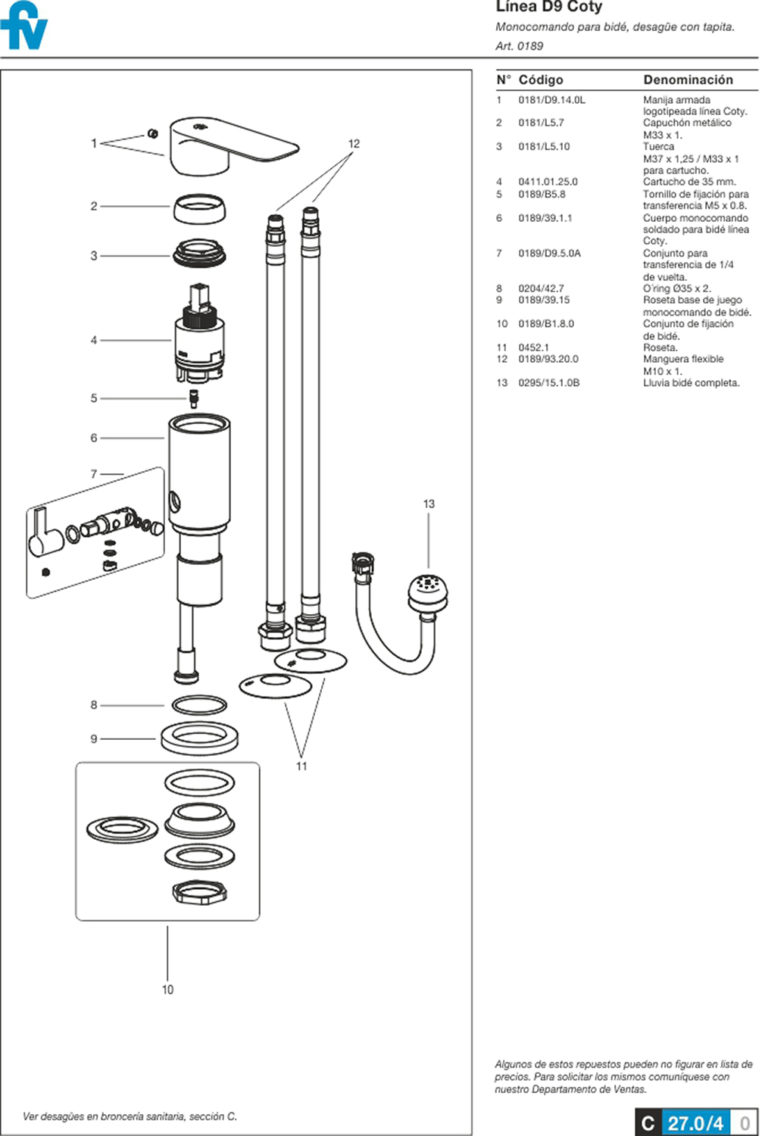 fv
Línea D9 Coty
Monocomando para bidé, desagüe con tapita.
Art. 0189
N° Código Denominación
1 0181/D9.14.0L Manija armada
logotipeada línea Coty.
2 0181/L5.7 Capuchón metálico
M33 x 1.
3 0181/L5.10 Tuerca
M37 x 1,25 / M33 x 1
para cartucho.
4 0411.01.25.0 Cartucho de 35 mm.
5 0189/B5.8 Tornillo de fijación para
transferencia M5 x 0.8.
6 0189/39.1.1 Cuerpo monocomando
soldado para bidé línea
Coty.
7 0189/D9.5.0A Conjunto para
transferencia de 1/4
de vuelta.
8 0204/42.7 O´ring Ø35 x 2.
9 0189/39.15 Roseta base de juego
monocomando de bidé.
10 0189/B1.8.0 Conjunto de fijación
de bidé.
11 0452.1 Roseta.
12 0189/93.20.0 Manguera flexible
M10 x 1.
13 0295/15.1.0B Lluvia bidé completa.
1
12
2
3
4
5
6
7
13
8
9
11
10
Algunos de estos repuestos pueden no figurar en lista de
precios. Para solicitar los mismos comuníquese con
nuestro Departamento de Ventas.
Ver desagües en broncería sanitaria, sección C.
C 27.0/4 0